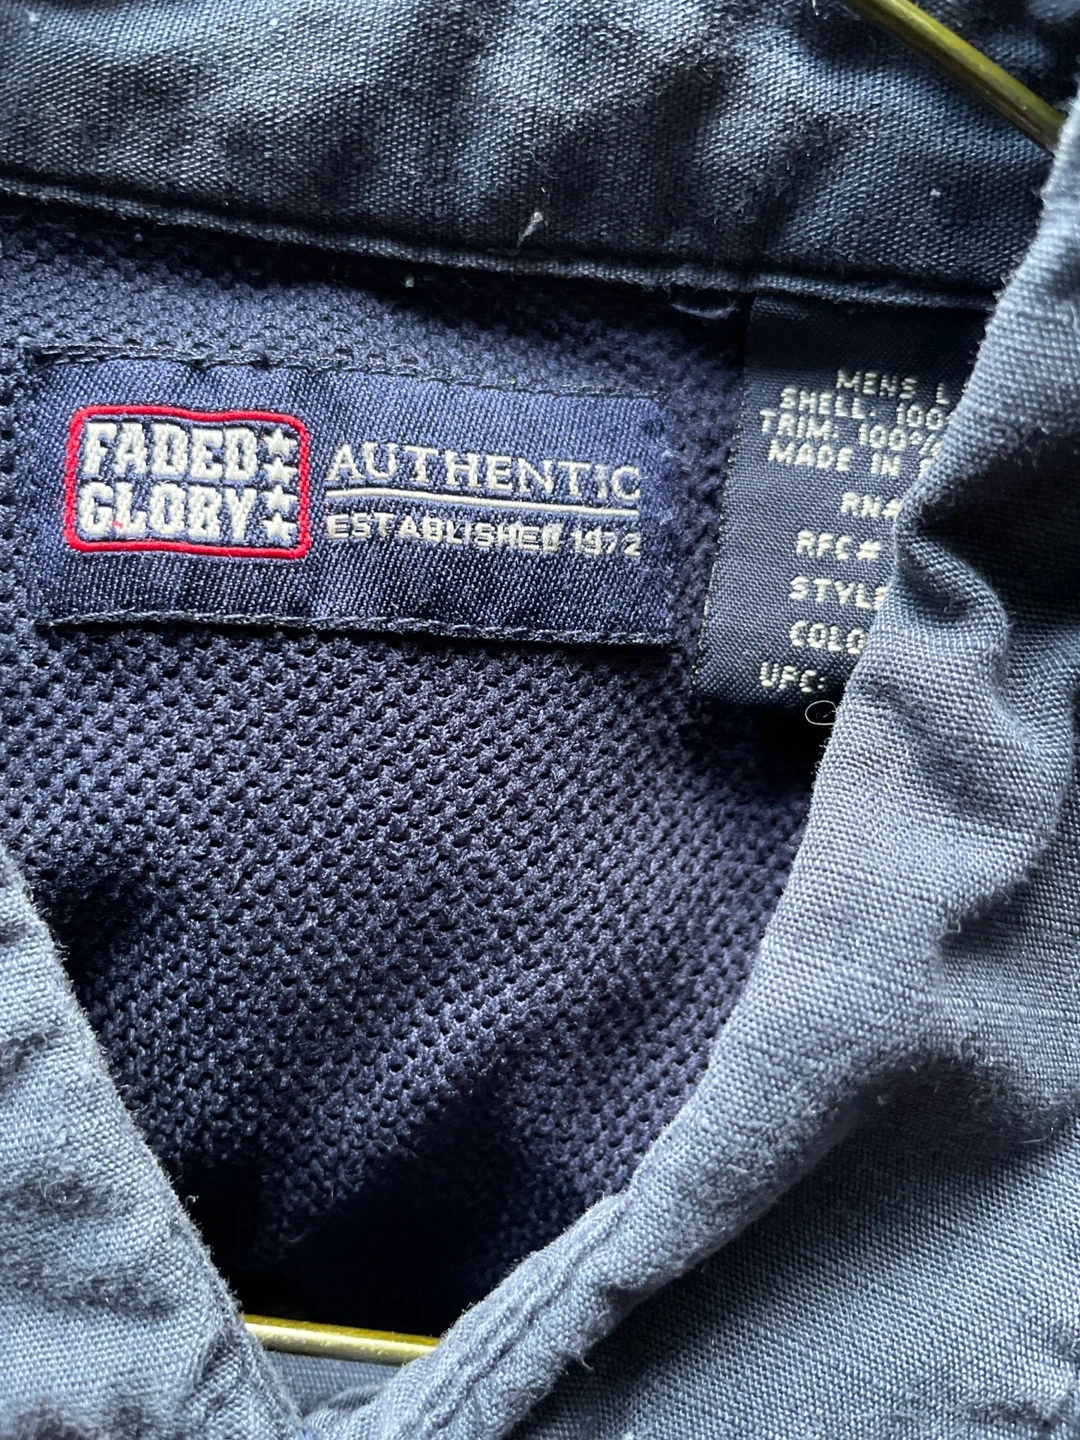 FADED
GLORY
AUTHENTIC
ESTABLISHED 1972
MENS L
SHELL: 100
TRIM: 100%
MADE IN
RN#
RFC#
STYLE
COLO
UPC: